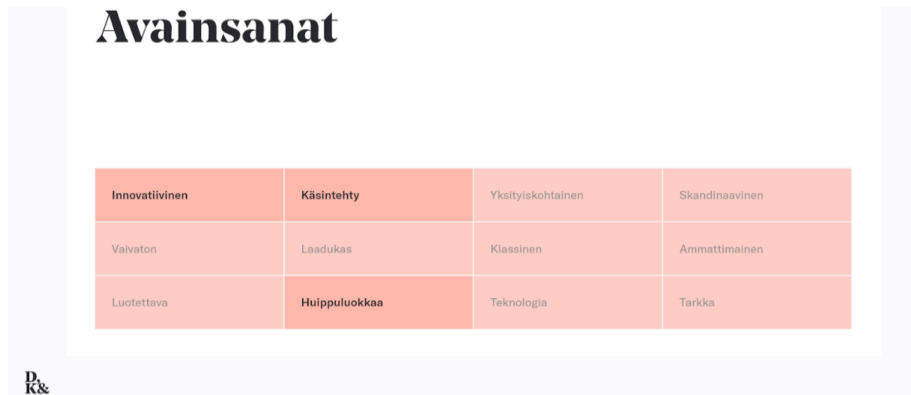 Avainsanat
Innovatiivinen Käsintehty Yksityiskohtainen Skandinaavinen
Vaivaton Laadukas Klassinen Ammattimainen
Luotettava Huippuluokkaa Teknologia Tarkka
D,
K&